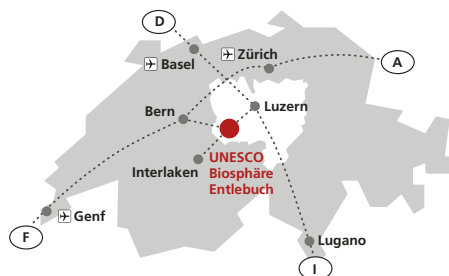 D
Zürich
Basel
A
Luzern
Bern
UNESCO
Biosphäre
Entlebuch
Interlaken
Genf
F
Lugano
I